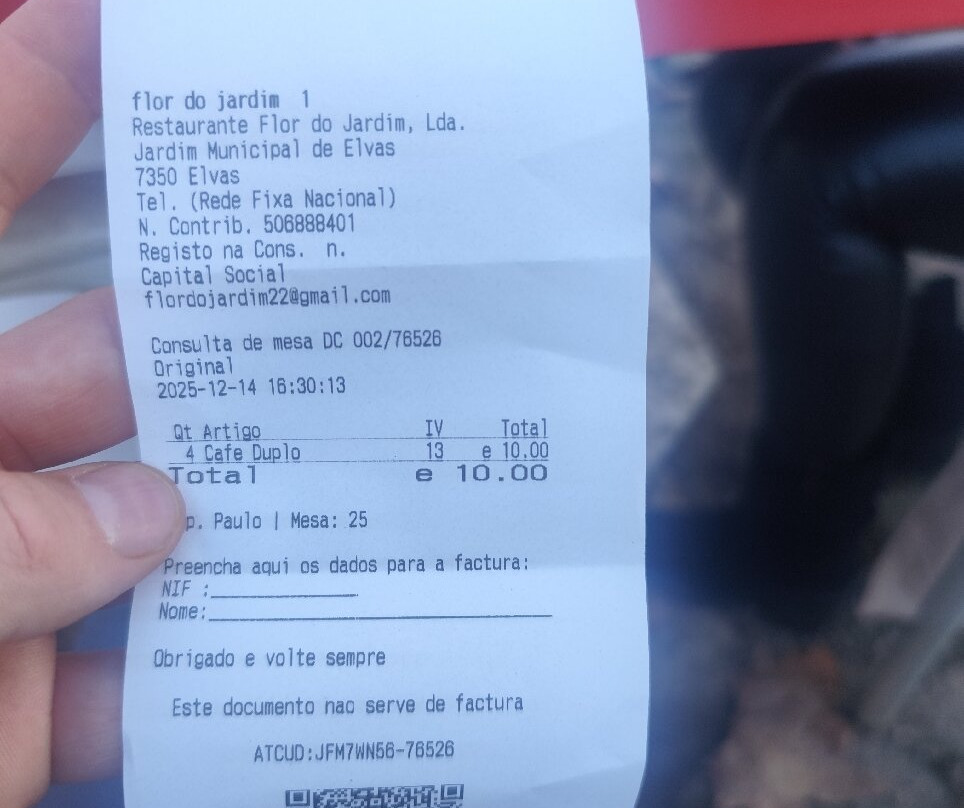 flor do jardim 1
Restaurante Flor do Jardim, Lda.
Jardim Municipal de Elvas
7350 Elvas
Tel. (Rede Fixa Nacional)
N. Contrib. 506888401
Registo na Cons. n.
Capital Social
flordojardim22@gmail.com
Consulta de mesa DC 002/76526
Original
2025-12-14 16:30:13
Qt Artigo IV Total
4 Cafe Duplo 13 e 10.00
Total e 10.00
p. Paulo | Mesa: 25
Preencha aqui os dados para a factura:
NIF :
Nome:
Obrigado e volte sempre
Este documento nao serve de factura
ATCUD:JFM7WN56-76526